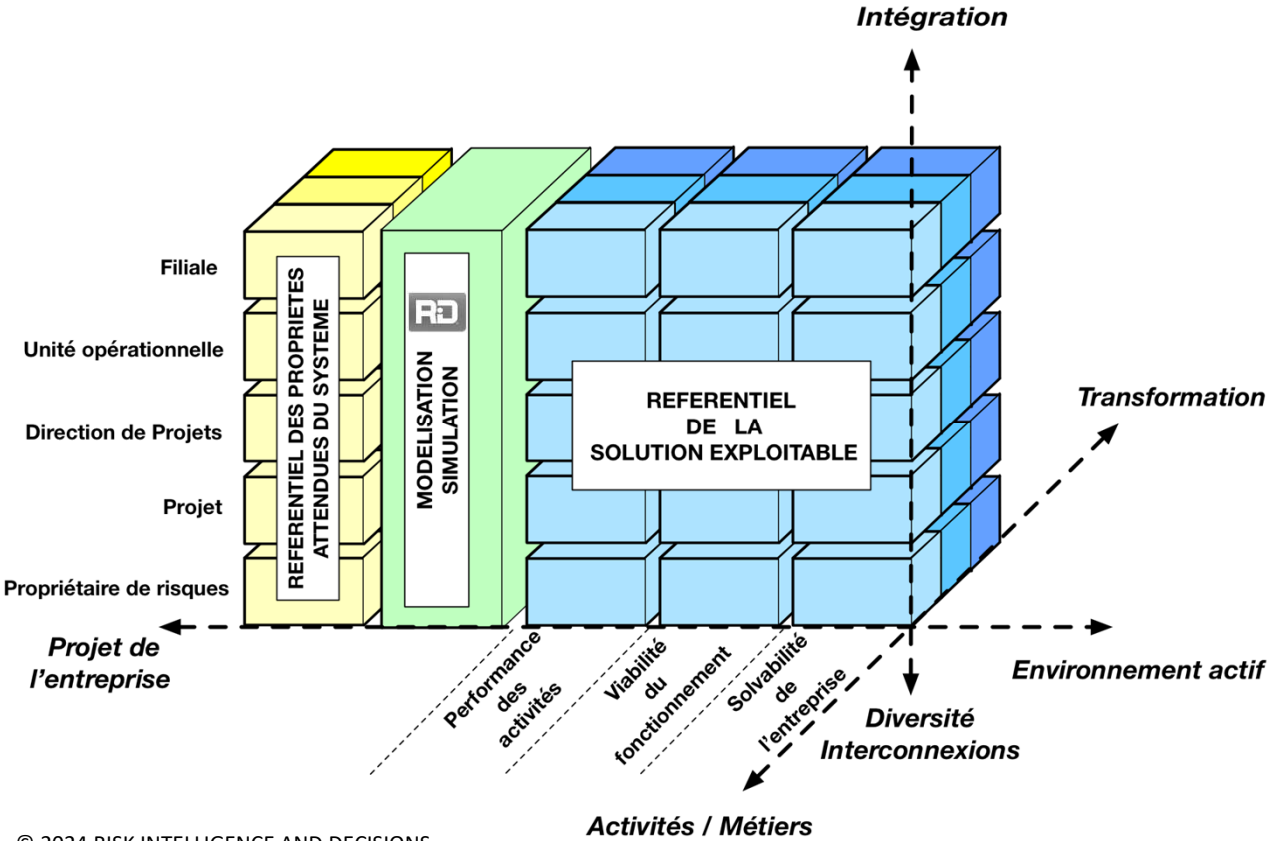 Intégration
Filiale
Unité opérationnelle
Direction de Projets
Projet
Propriétaire de risques
REFERENTIEL DES PROPRIETES
ATTENDUES DU SYSTEME
RiD
MODELISATION
SIMULATION
REFERENTIEL
DE LA
SOLUTION EXPLOITABLE
Transformation
Projet de
l'entreprise
Performance
des
activités
Viabilité
du
fonctionnement
Solvabilité
de
l'entreprise
Environnement actif
Diversité
Interconnexions
Activités / Métiers
© 2024 RISK INTELLIGENCE AND DECISIONS